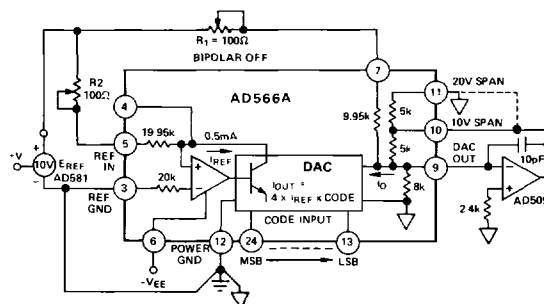 R1 = 100Ω
BIPOLAR OFF
R2
100Ω
AD566A
7
11
20V SPAN
4
5k
9.95k
10
10V SPAN
5
19.95k
0.5mA
5k
REF IN
IREF
DAC
9
DAC OUT
10pF
-V
10V
EREF
AD581
IOUT =
4 x IREF x CODE
IO
8k
3
REF GND
20k
CODE INPUT
2.4k
AD509
6
POWER GND
12
24
MSB
13
LSB
-VEE